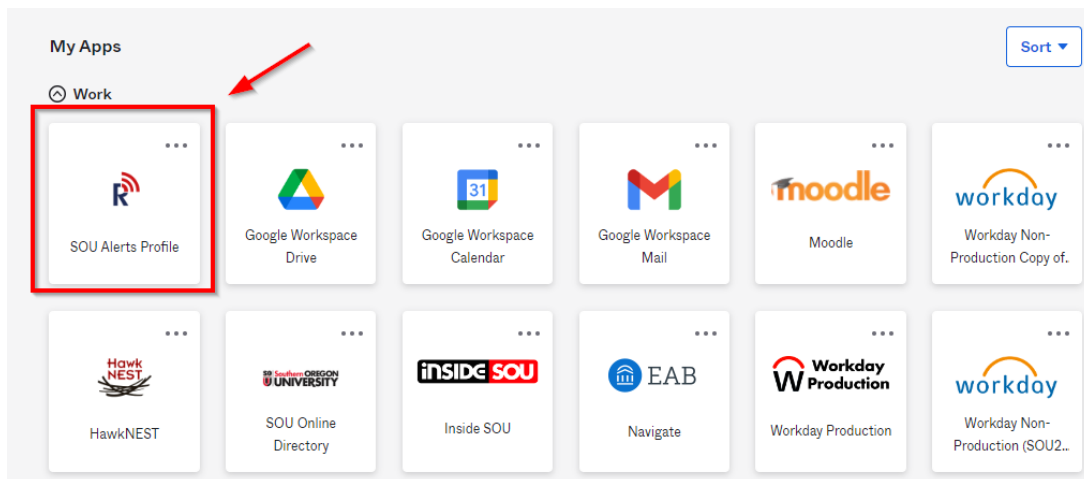 My Apps
Sort
Work
R
SOU Alerts Profile
Google Workspace
Drive
31
Google Workspace
Calendar
Google Workspace
Mail
moodle
Moodle
workday
Workday Non-
Production Copy of..
Hawk
NEST
HawkNEST
SO Southern OREGON
U UNIVERSITY
SOU Online
Directory
INSIDE SOU
Inside SOU
EAB
Navigate
W Workday
Production
Workday Production
workday
Workday Non-
Production (SOU2...